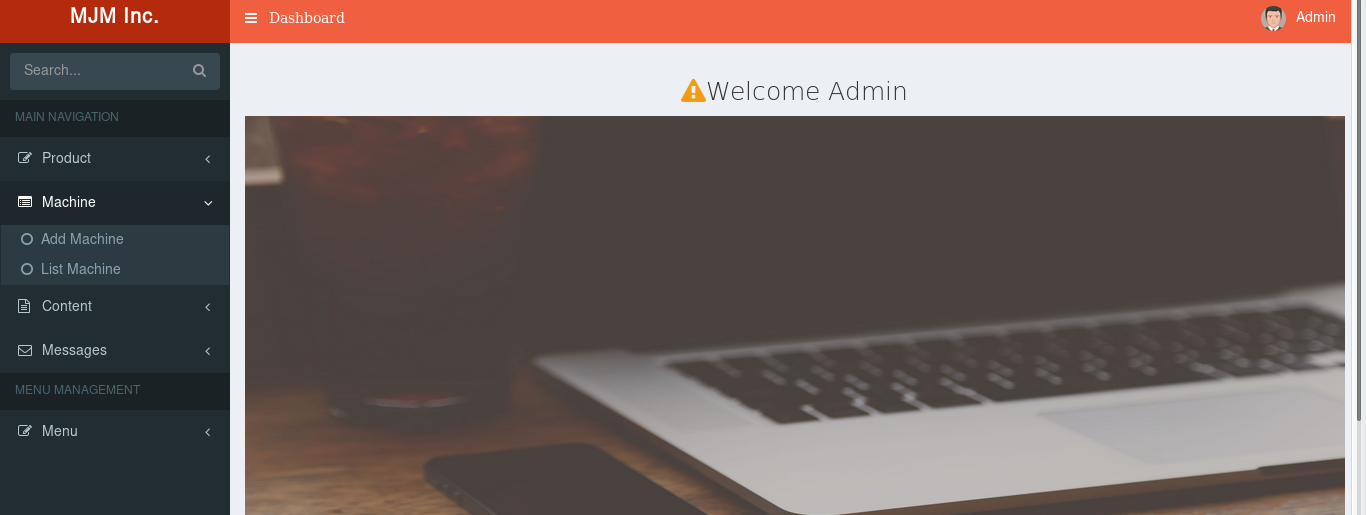 MJM Inc.
Dashboard
Admin
Search...
MAIN NAVIGATION
Product
Machine
Add Machine
List Machine
Content
Messages
MENU MANAGEMENT
Menu
Welcome Admin